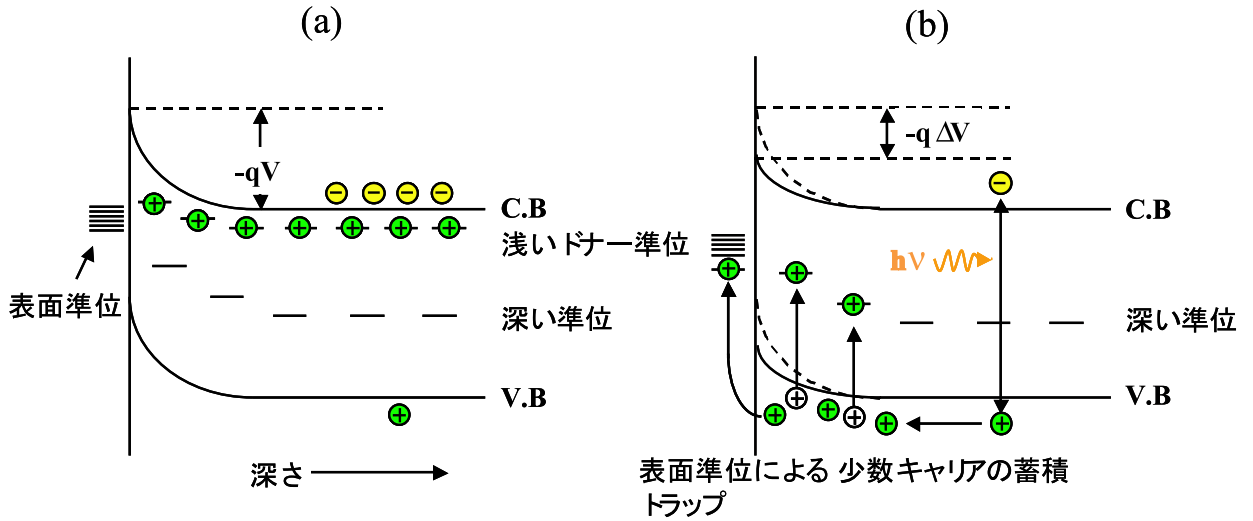 (a)
-qV
C.B
浅いドナー準位
表面準位
深い準位
V.B
深さ
(b)
-q ΔV
C.B
hν
深い準位
V.B
表面準位による
トラップ
少数キャリアの蓄積